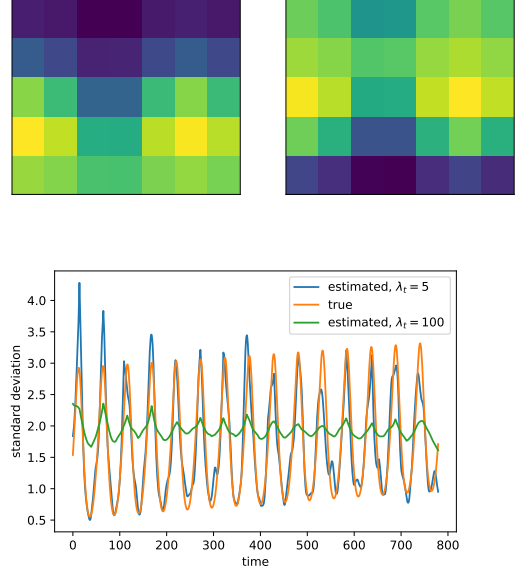 estimated, λt = 5
true
estimated, λt = 100
4.0
3.5
3.0
2.5
2.0
1.5
1.0
0.5
standard deviation
0 100 200 300 400 500 600 700 800
time